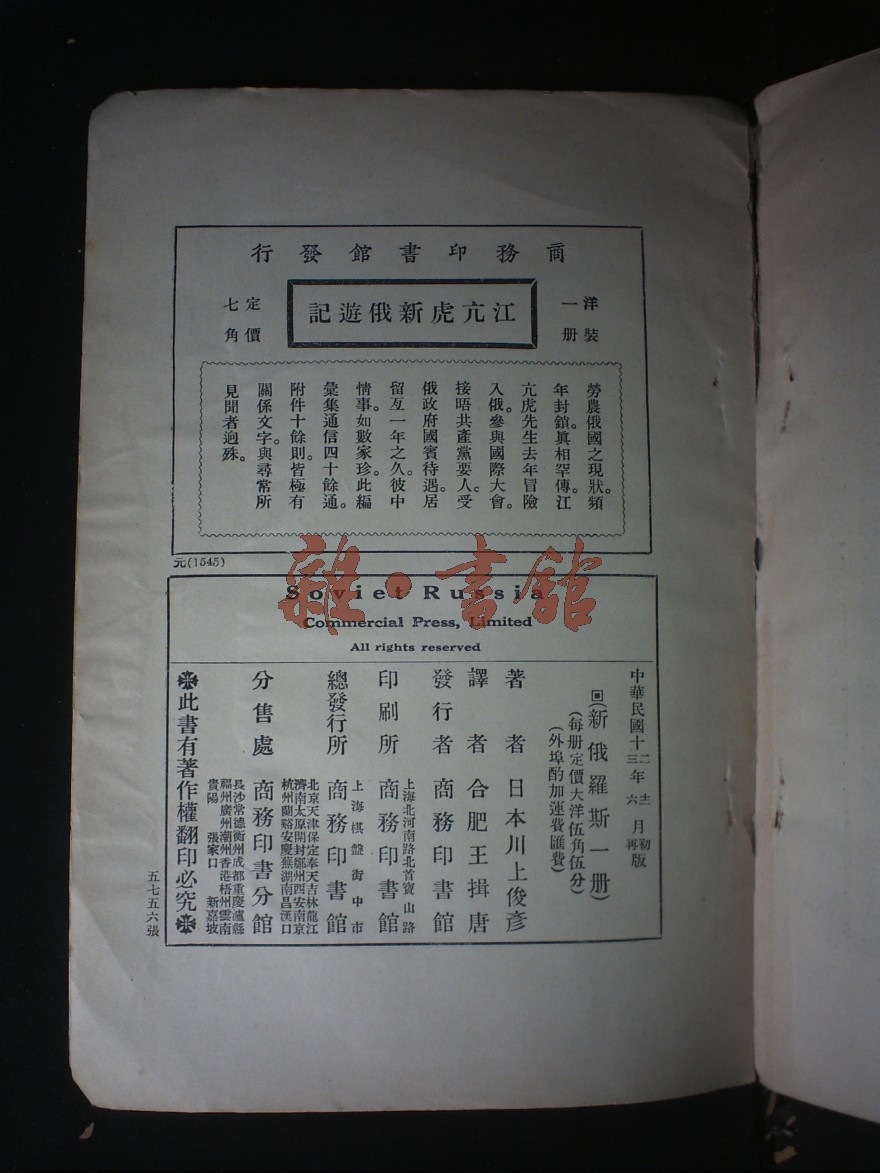 商務印書館發行
洋裝一册
江亢虎新俄遊記
定價七角
勞農俄國之現狀。頻
年封鎖。眞相罕傳。江
亢虎先生去年冒險
入俄。參與國際大會。
接晤共產黨要人。受
俄政府國賓待遇。居
留亙一年之久。彼中
情事。如數家珍。此編
彙集通信四十餘通。
附件十餘則。皆極有
關係文字。與尋常所
見聞者迥殊。
元(1545)
雜·書館
Soviet Russia
Commercial Press, Limited
All rights reserved
中華民國十二年十二月初版
三年六月再版
回(新俄羅斯一册)
(每册定價大洋伍角伍分)
(外埠酌加運費匯費)
著者 日本川上俊彥
譯者 合肥王揖唐
發行者 商務印書館
上海北河南路北首寶山路
印刷所 商務印書館
上海棋盤街中市
總發行所 商務印書館
北京天津保定奉天吉林龍江
濟南太原開封鄭州西安南京
杭州蘭谿安慶蕪湖南昌漢口
分售處 商務印書分館
長沙常德衡州成都重慶瀘縣
福州廣州潮州香港梧州雲南
貴陽 張家口 新嘉坡
此書有著作權翻印必究
五七五六張